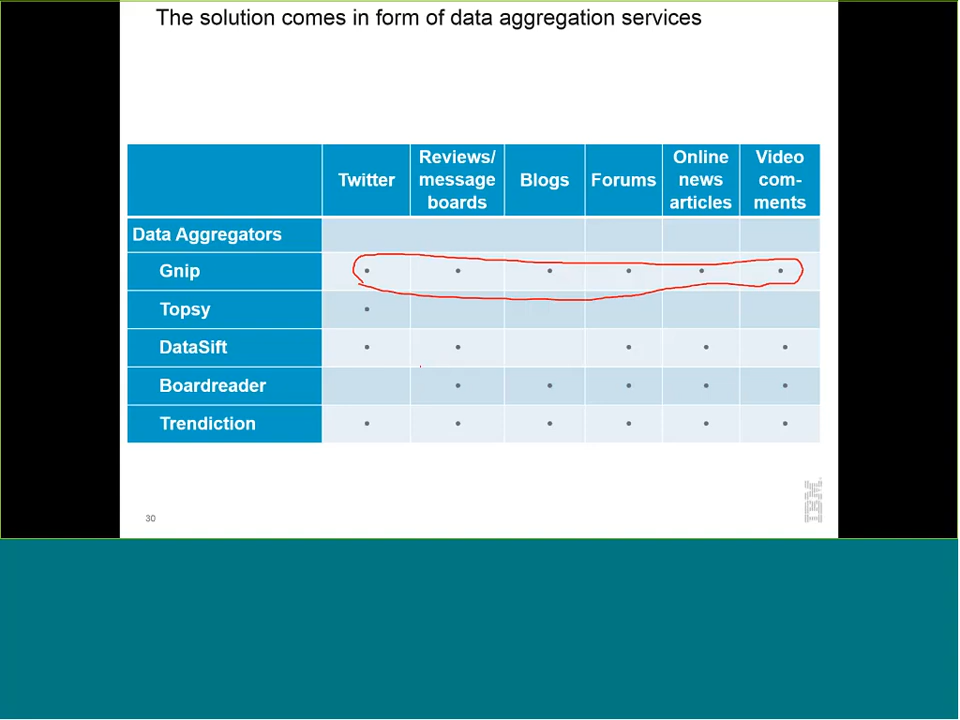 The solution comes in form of data aggregation services
Twitter
Reviews/
message
boards
Blogs
Forums
Online
news
articles
Video
com-
ments
Data Aggregators
Gnip • • • • • •
Topsy •
DataSift • • • • •
Boardreader • • • • •
Trendiction • • • • • •
30
IBM